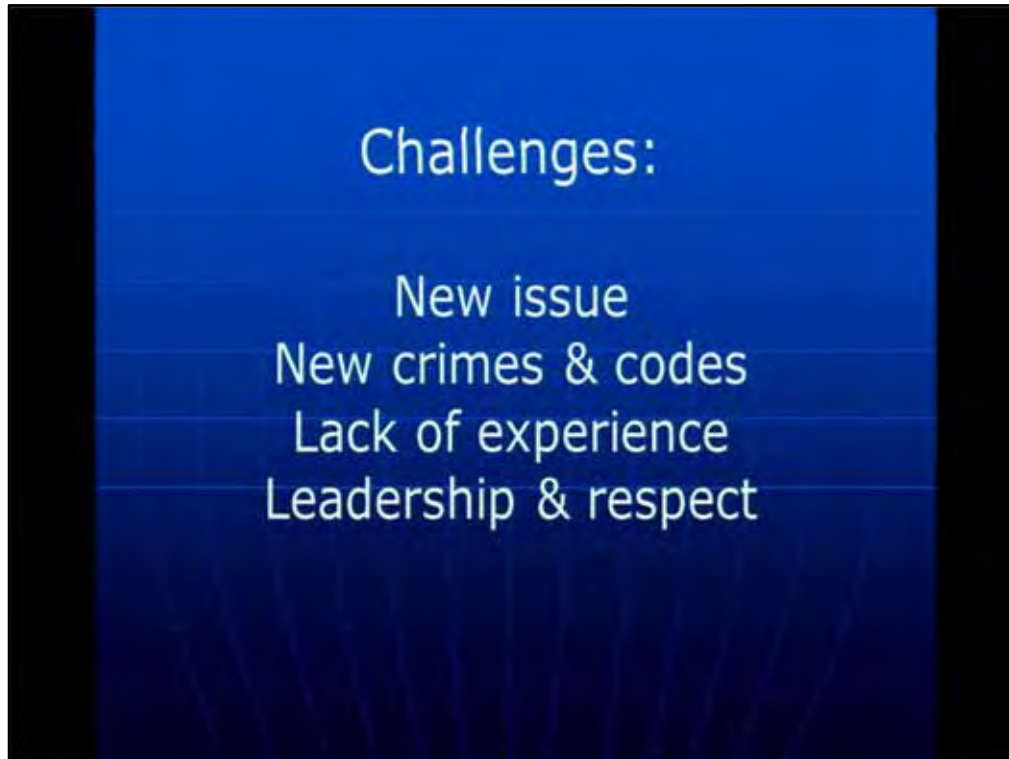 Challenges:
New issue
New crimes & codes
Lack of experience
Leadership & respect